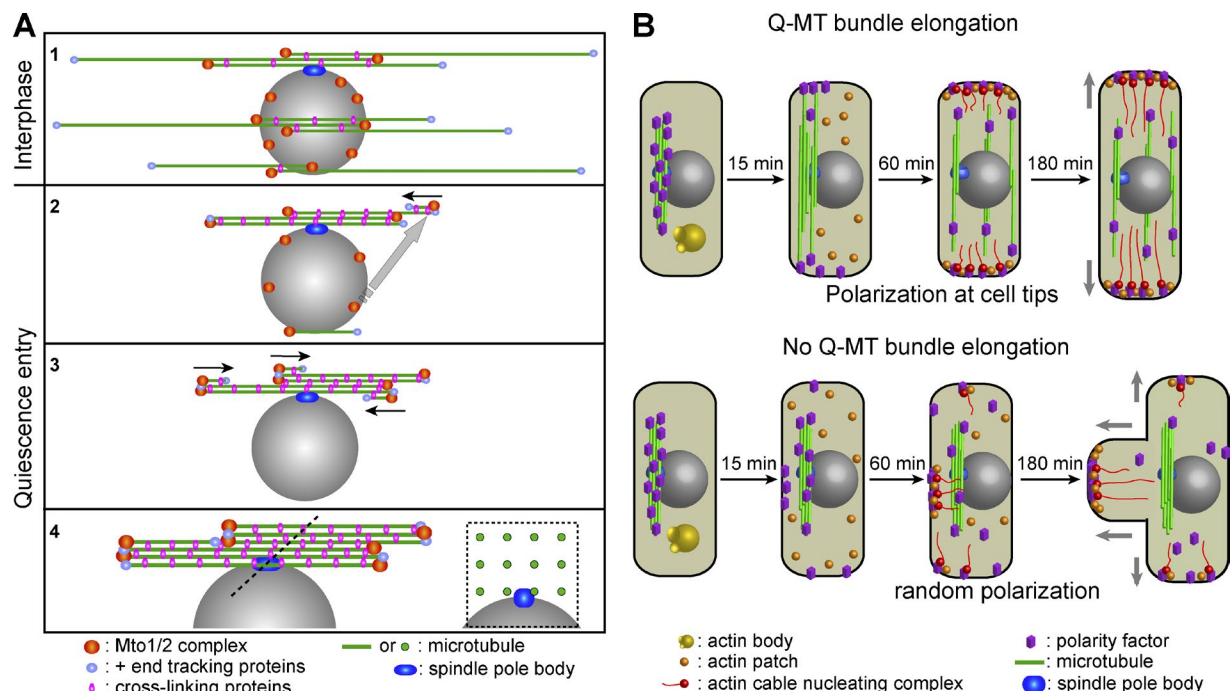 A
Interphase
Quiescence entry
1
2
3
4
: Mto1/2 complex
: + end tracking proteins
: cross-linking proteins
or : microtubule
: spindle pole body
B
Q-MT bundle elongation
15 min
60 min
180 min
Polarization at cell tips
No Q-MT bundle elongation
15 min
60 min
180 min
random polarization
: actin body
: actin patch
: actin cable nucleating complex
: polarity factor
: microtubule
: spindle pole body